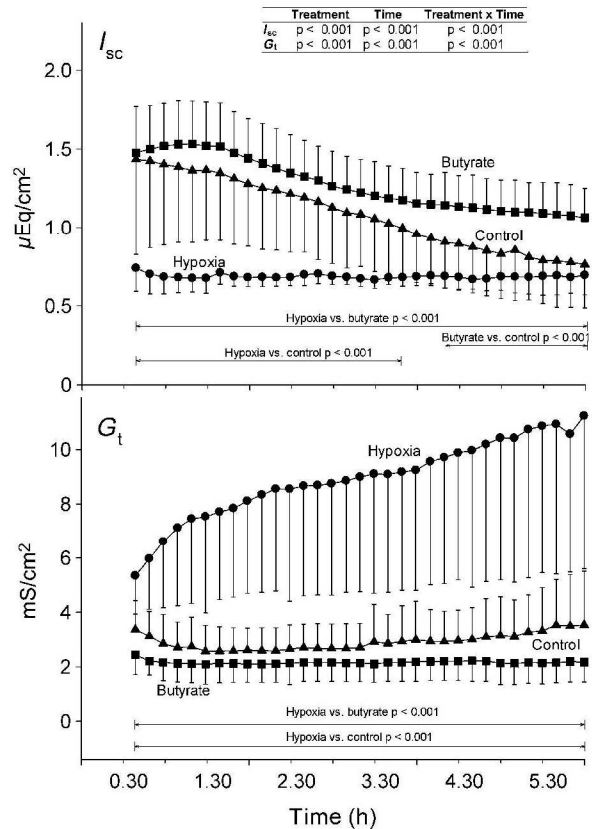 Treatment Time Treatment x Time
Isc p < 0.001 p < 0.001 p < 0.001
Gt p < 0.001 p < 0.001 p < 0.001
Isc
2.0
1.5
1.0
0.5
0
µEq/cm2
Butyrate
Control
Hypoxia
Hypoxia vs. butyrate p < 0.001
Butyrate vs. control p < 0.001
Hypoxia vs. control p < 0.001
Gt
10
8
6
4
2
0
mS/cm2
Hypoxia
Control
Butyrate
Hypoxia vs. butyrate p < 0.001
Hypoxia vs. control p < 0.001
0.30 1.30 2.30 3.30 4.30 5.30
Time (h)